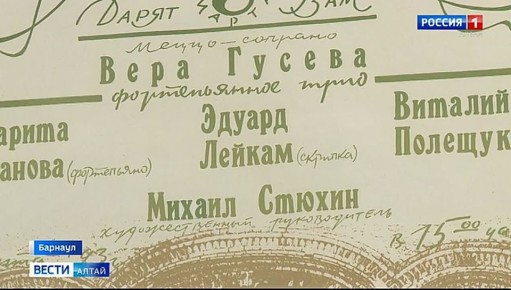 Дарят Вам
РОССИЯ 1
Меццо-сопрано
Вера Гусева
фортепьянное трио
арита
анова (фортепьяно)
Эдуард
Лейкам (скрипка)
Виталий
Полещук
Михаил Стюхин
художественный руководитель
в 15 00 ча
Барнаул
ВЕСТИ АЛТАЙ